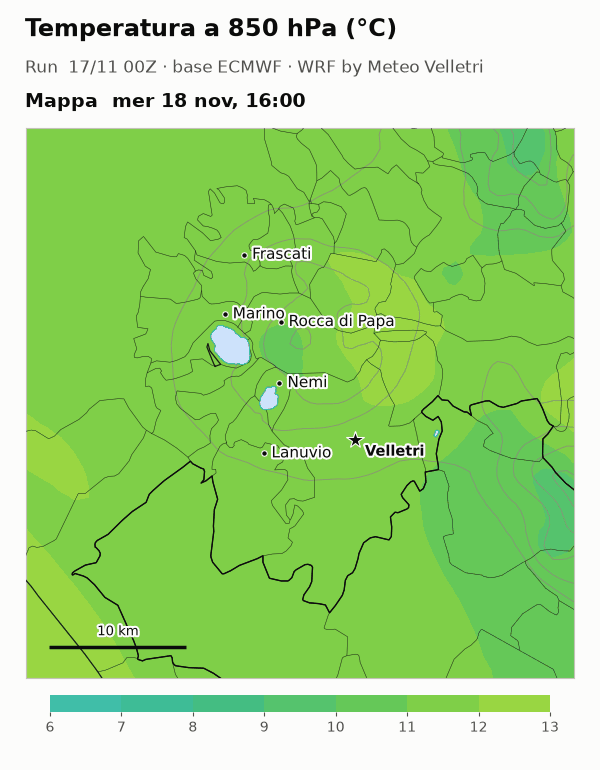 Temperatura a 850 hPa (°C)
Run  17/11 00Z · base ECMWF · WRF by Meteo Velletri
Mappa  mer 18 nov, 16:00
Frascati
Marino
Rocca di Papa
Nemi
Velletri
Lanuvio
10 km
6 7 8 9 10 11 12 13